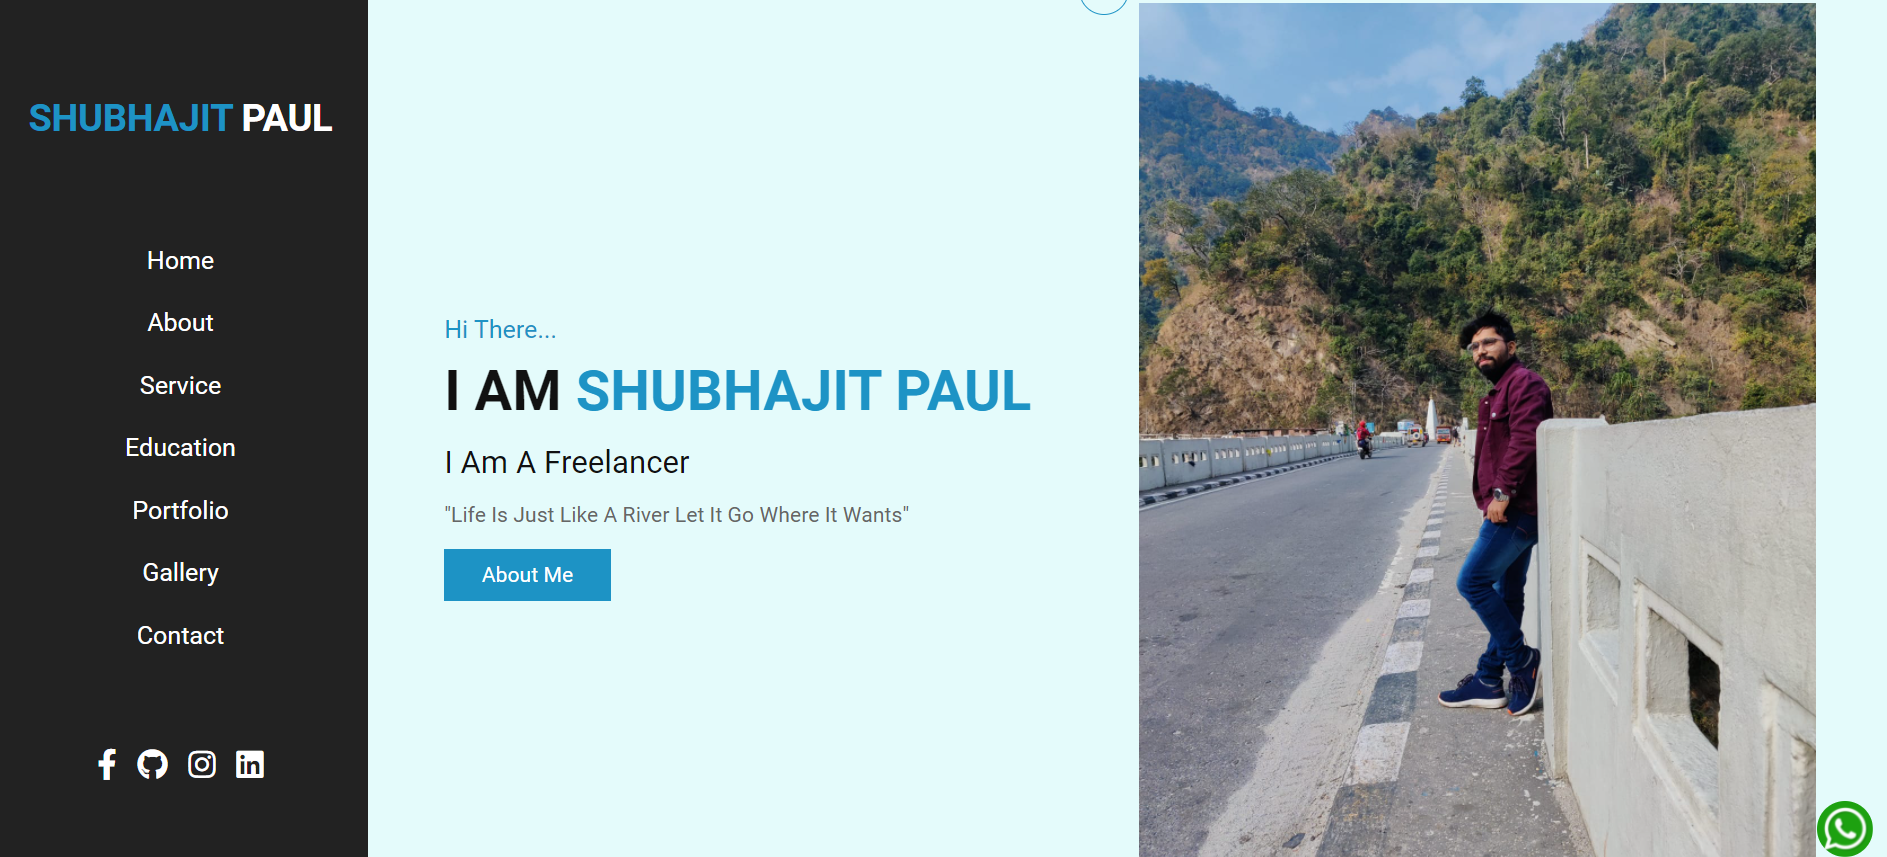 SHUBHAJIT PAUL
Home
About
Service
Education
Portfolio
Gallery
Contact
Hi There...
I AM SHUBHAJIT PAUL
I Am A Freelancer
"Life Is Just Like A River Let It Go Where It Wants"
About Me